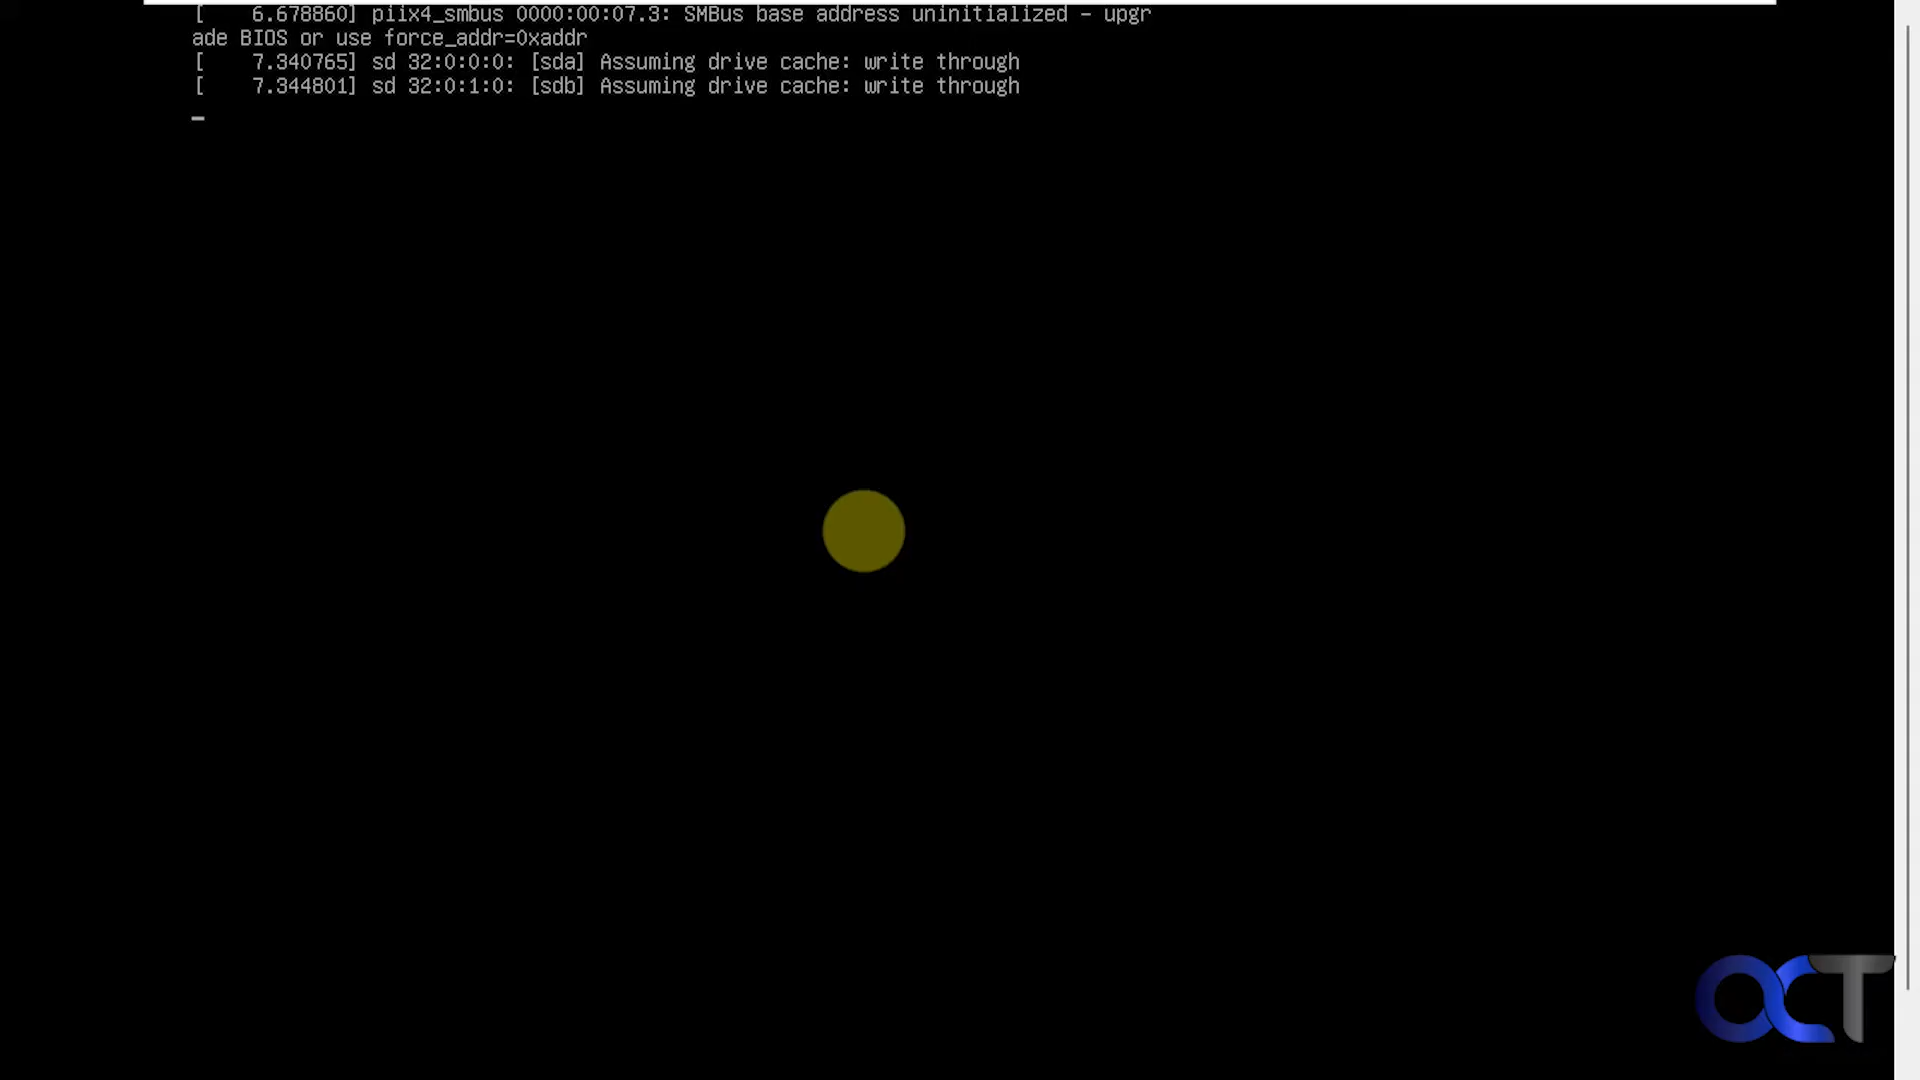 [    6.678860] piix4_smbus 0000:00:07.3: SMBus base address uninitialized - upgr
ade BIOS or use force_addr=0xaddr
[    7.340765] sd 32:0:0:0: [sda] Assuming drive cache: write through
[    7.344801] sd 32:0:1:0: [sdb] Assuming drive cache: write through
OCT